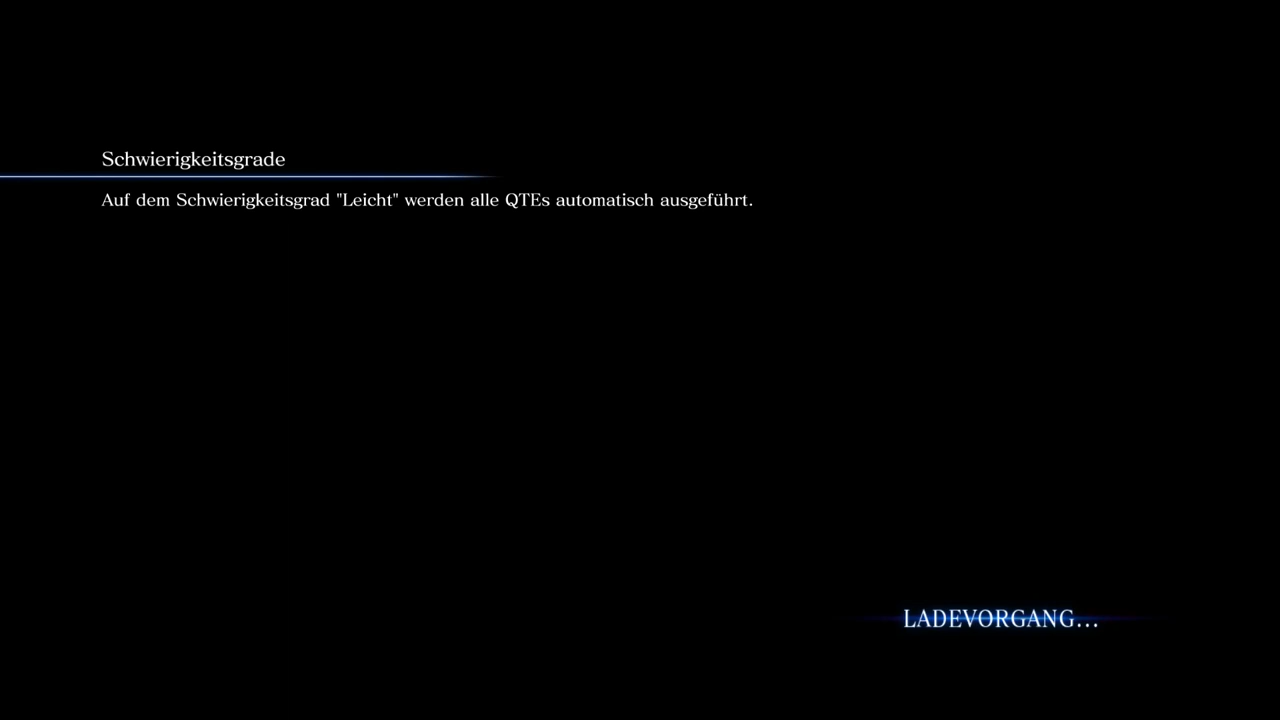 Schwierigkeitsgrade
Auf dem Schwierigkeitsgrad "Leicht" werden alle QTEs automatisch ausgeführt.
LADEVORGANG...